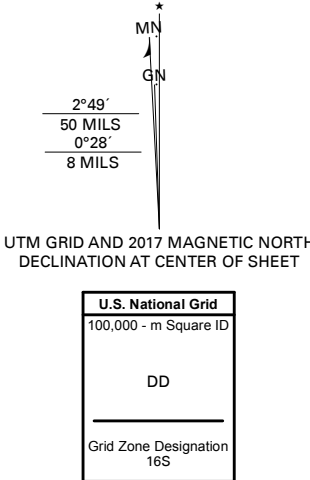 MN
GN
2°49´
50 MILS
0°28´
8 MILS
UTM GRID AND 2017 MAGNETIC NORTH
DECLINATION AT CENTER OF SHEET
U.S. National Grid
100,000 - m Square ID
DD
Grid Zone Designation
16S